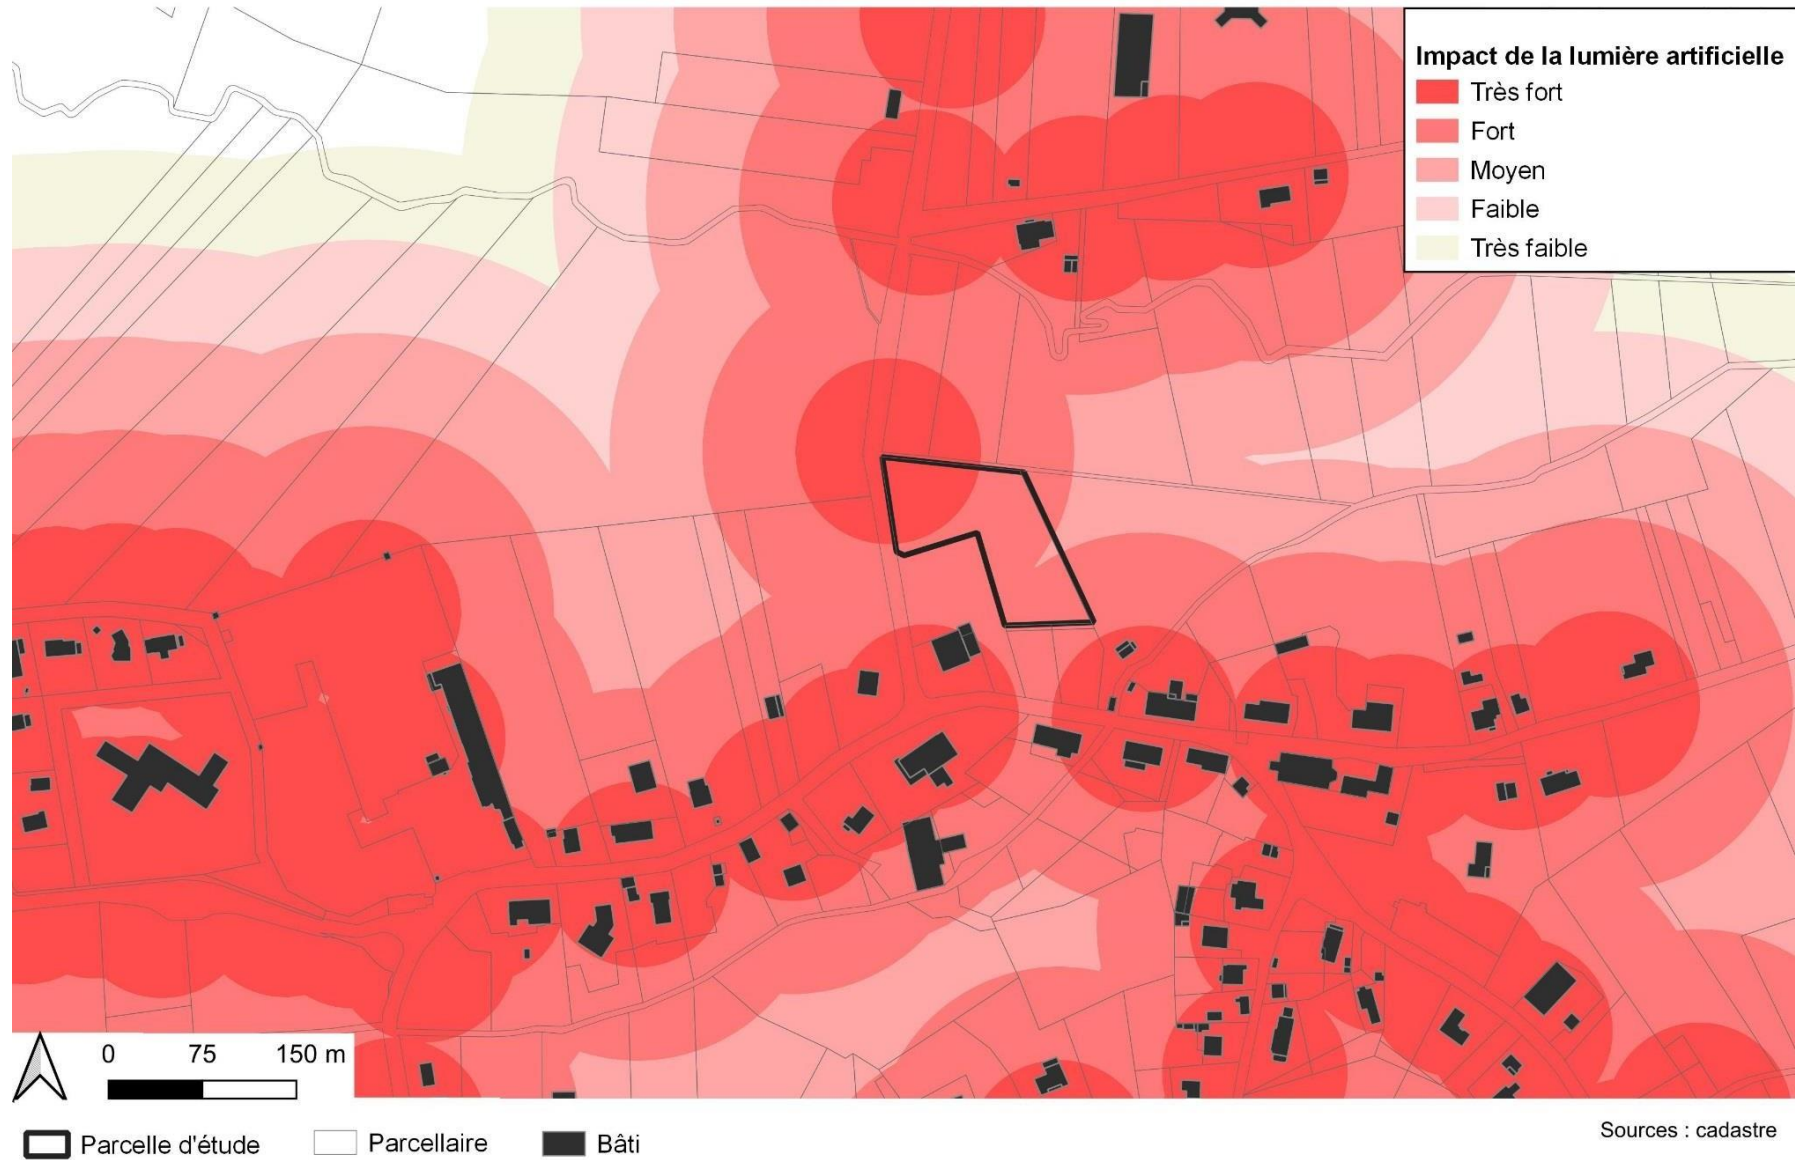 Impact de la lumière artificielle
Très fort
Fort
Moyen
Faible
Très faible
0 75 150 m
Parcelle d'étude Parcellaire Bâti
Sources : cadastre